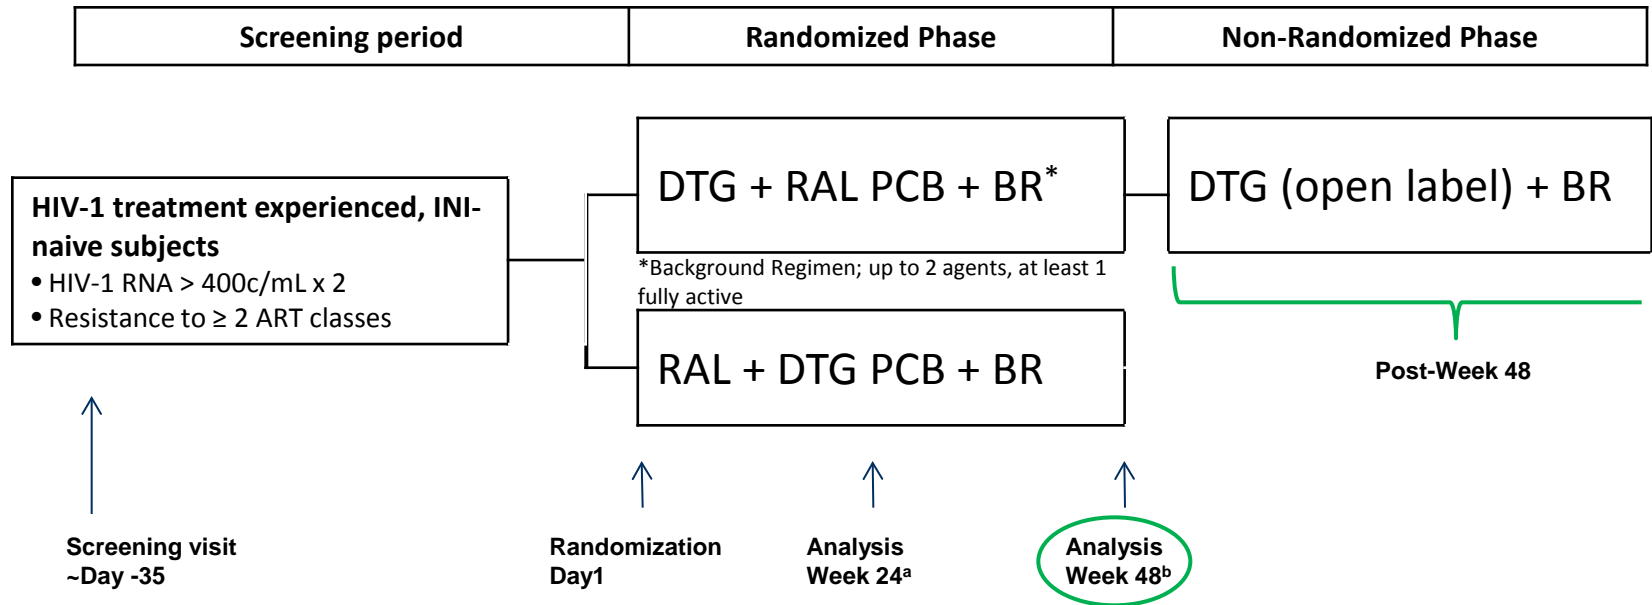 Screening period
Randomized Phase
Non-Randomized Phase
HIV-1 treatment experienced, INI-
naive subjects
• HIV-1 RNA > 400c/mL x 2
• Resistance to ≥ 2 ART classes
DTG + RAL PCB + BR*
*Background Regimen; up to 2 agents, at least 1
fully active
RAL + DTG PCB + BR
DTG (open label) + BR
Post-Week 48
Screening visit
~Day -35
Randomization
Day1
Analysis
Week 24ᵃ
Analysis
Week 48ᵇ